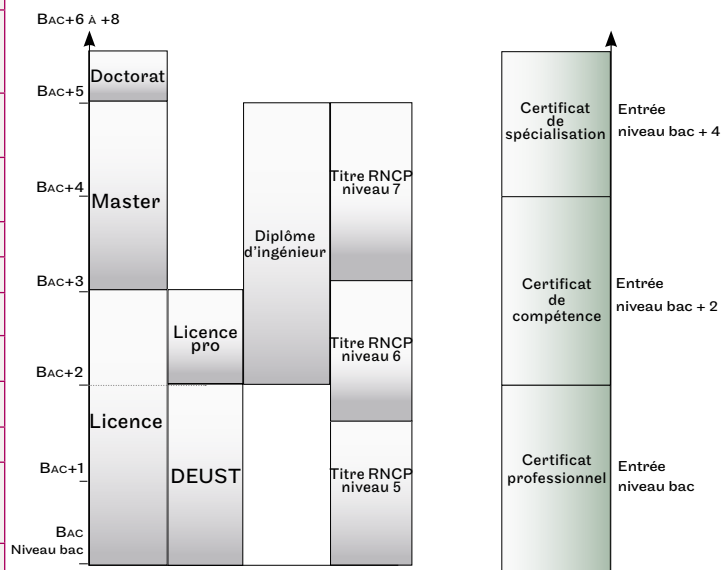 BAC+6 À +8
Doctorat
BAC+5
Master
BAC+4
BAC+3
Licence
BAC+2
BAC+1
BAC
Niveau bac
Licence
pro
DEUST
Diplôme
d'ingénieur
Titre RNCP
niveau 7
Titre RNCP
niveau 6
Titre RNCP
niveau 5
Certificat
de
spécialisation
Entrée
niveau bac + 4
Certificat
de
compétence
Entrée
niveau bac + 2
Certificat
professionnel
Entrée
niveau bac